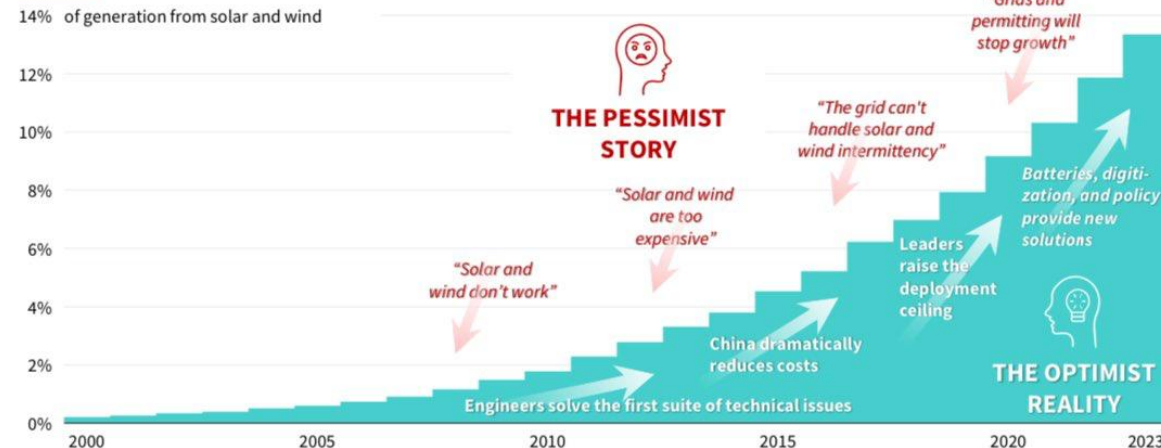 14% of generation from solar and wind
12%
10%
8%
6%
4%
2%
0%
2000
2005
2010
2015
2020
2023
THE PESSIMIST
STORY
“Solar and
wind don’t work”
“Solar and wind
are too
expensive”
“The grid can't
handle solar and
wind intermittency”
“Grids and
permitting will
stop growth”
Engineers solve the first suite of technical issues
China dramatically
reduces costs
Leaders
raise the
deployment
ceiling
Batteries, digiti-
zation, and policy
provide new
solutions
THE OPTIMIST
REALITY